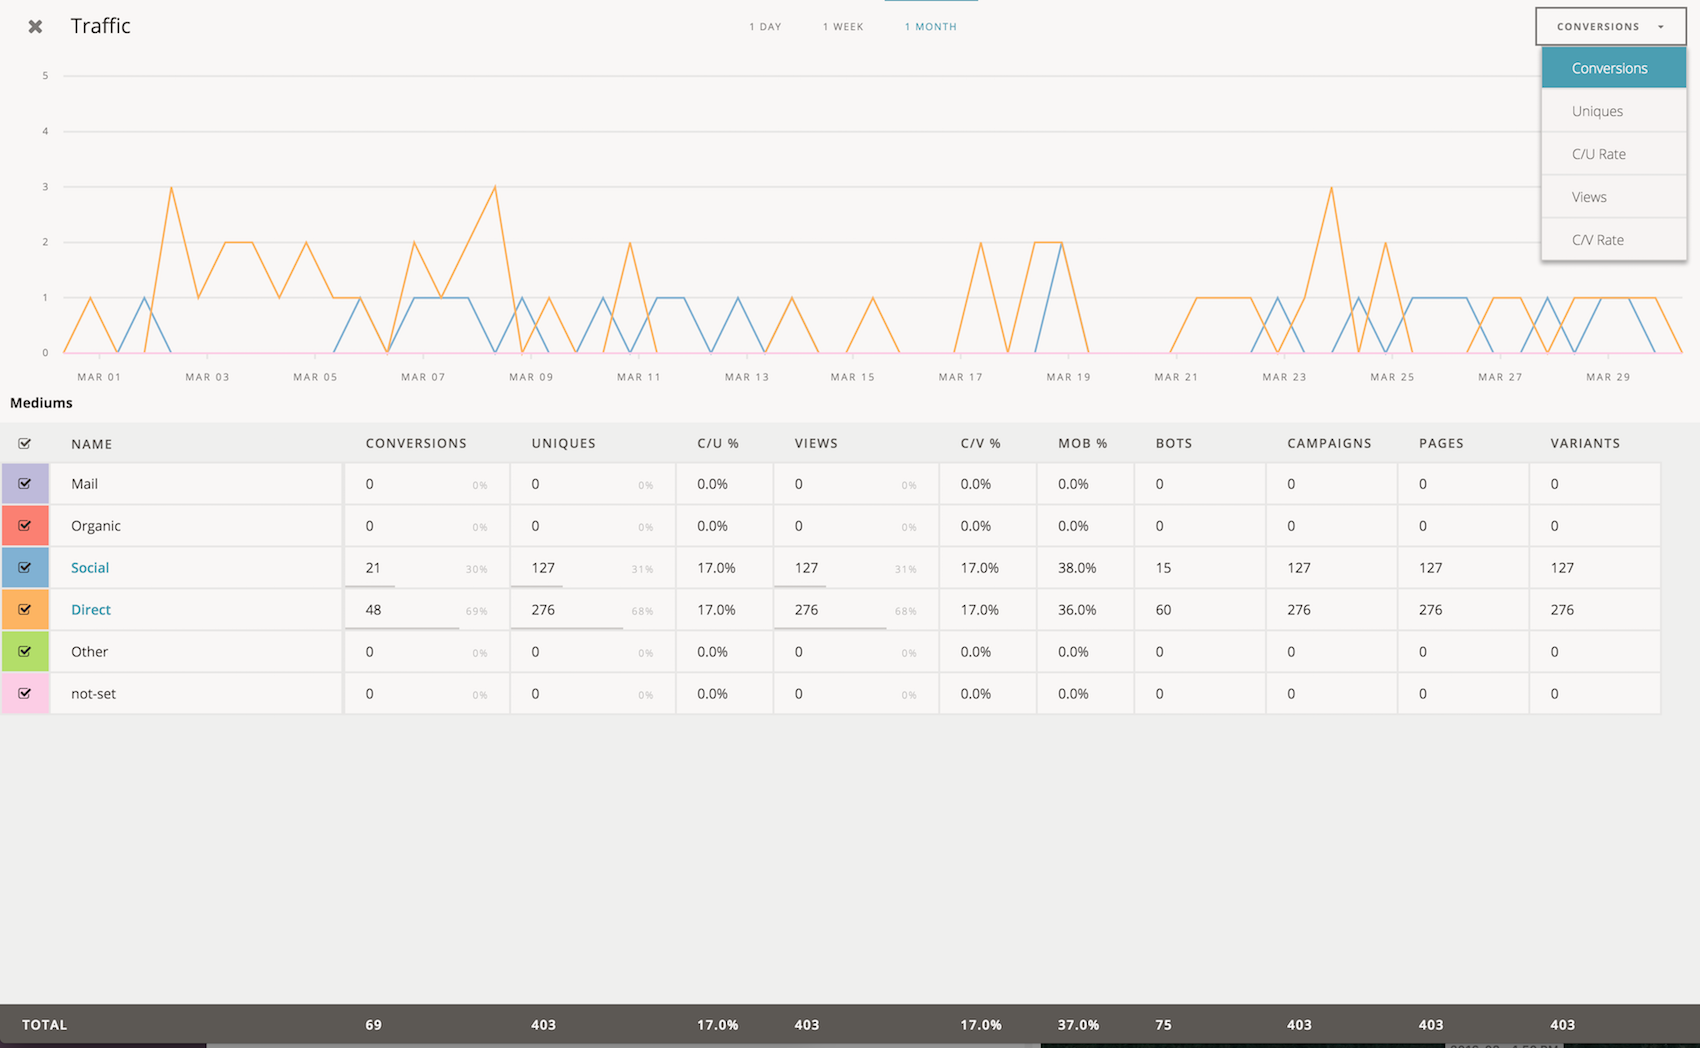 Traffic
1 DAY 1 WEEK 1 MONTH
CONVERSIONS
Conversions
Uniques
C/U Rate
Views
C/V Rate
5
4
3
2
1
0
MAR 01 MAR 03 MAR 05 MAR 07 MAR 09 MAR 11 MAR 13 MAR 15 MAR 17 MAR 19 MAR 21 MAR 23 MAR 25 MAR 27 MAR 29
Mediums
NAME CONVERSIONS UNIQUES C/U % VIEWS C/V % MOB % BOTS CAMPAIGNS PAGES VARIANTS
Mail 0 0% 0 0% 0.0% 0 0% 0.0% 0.0% 0 0 0 0
Organic 0 0% 0 0% 0.0% 0 0% 0.0% 0.0% 0 0 0 0
Social 21 30% 127 31% 17.0% 127 31% 17.0% 38.0% 15 127 127 127
Direct 48 69% 276 68% 17.0% 276 68% 17.0% 36.0% 60 276 276 276
Other 0 0% 0 0% 0.0% 0 0% 0.0% 0.0% 0 0 0 0
not-set 0 0% 0 0% 0.0% 0 0% 0.0% 0.0% 0 0 0 0
TOTAL 69 403 17.0% 403 17.0% 37.0% 75 403 403 403